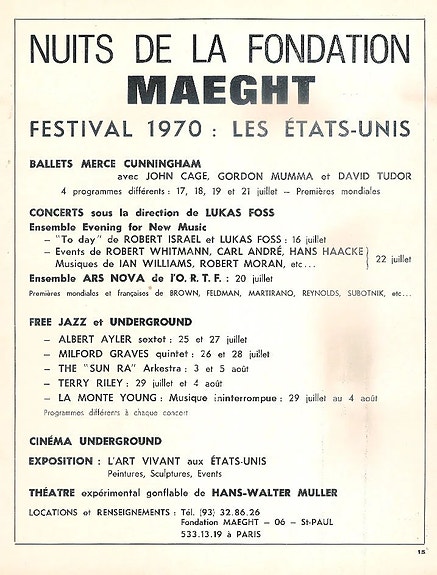 NUITS DE LA FONDATION
MAEGHT
FESTIVAL 1970 : LES ÉTATS-UNIS
BALLETS MERCE CUNNINGHAM
avec JOHN CAGE, GORDON MUMMA et DAVID TUDOR
4 programmes différents : 17, 18, 19 et 21 juillet — Premières mondiales
CONCERTS sous la direction de LUKAS FOSS
Ensemble Evening for New Music
— "To day" de ROBERT ISRAEL et LUKAS FOSS : 16 juillet
— Events de ROBERT WHITMANN, CARL ANDRÉ, HANS HAACKE }
Musiques de IAN WILLIAMS, ROBERT MORAN, etc... } 22 juillet
Ensemble ARS NOVA de l'O. R. T. F. : 20 juillet
Premières mondiales et françaises de BROWN, FELDMAN, MARTIRANO, REYNOLDS, SUBOTNIK, etc...
FREE JAZZ et UNDERGROUND
— ALBERT AYLER sextet : 25 et 27 juillet
— MILFORD GRAVES quintet : 26 et 28 juillet
— THE "SUN RA" Arkestra : 3 et 5 août
— TERRY RILEY : 29 juillet et 4 août
— LA MONTE YOUNG : Musique ininterrompue : 29 juillet au 4 août
Programmes différents à chaque concert
CINÉMA UNDERGROUND
EXPOSITION : L'ART VIVANT aux ÉTATS-UNIS
Peintures, Sculptures, Events
THÉATRE expérimental gonflable de HANS-WALTER MULLER
LOCATIONS et RENSEIGNEMENTS : Tél. (93) 32.86.26
Fondation MAEGHT — 06 — St-PAUL
533.13.19 à PARIS
15